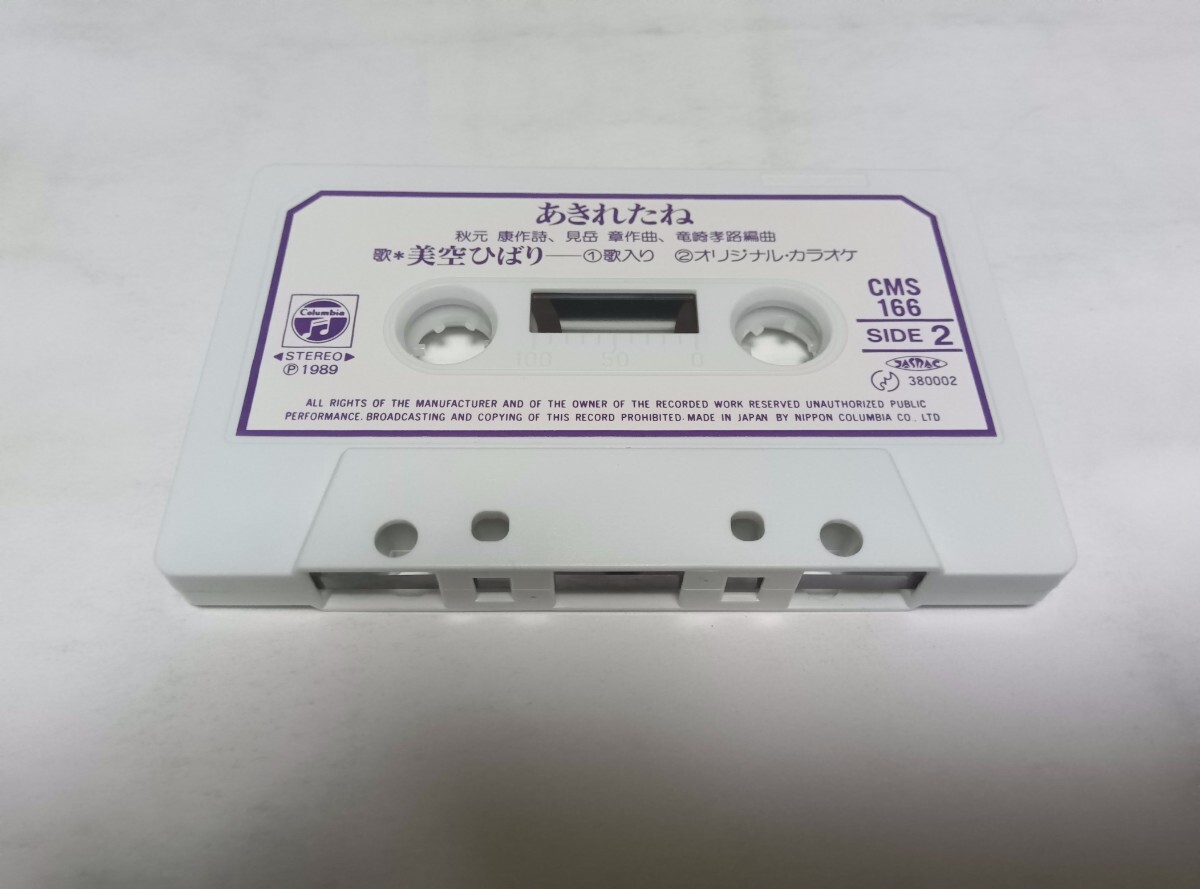 あきれたね
秋元 康作詩、見岳 章作曲、竜崎孝路編曲
歌*美空ひばり——①歌入り ②オリジナル・カラオケ
Columbia
◀STEREO▶
Ⓟ1989
CMS
166
SIDE 2
JASRAC
380002
100 50 0
ALL RIGHTS OF THE MANUFACTURER AND OF THE OWNER OF THE RECORDED WORK RESERVED UNAUTHORIZED PUBLIC
PERFORMANCE. BROADCASTING AND COPYING OF THIS RECORD PROHIBITED. MADE IN JAPAN BY NIPPON COLUMBIA CO., LTD